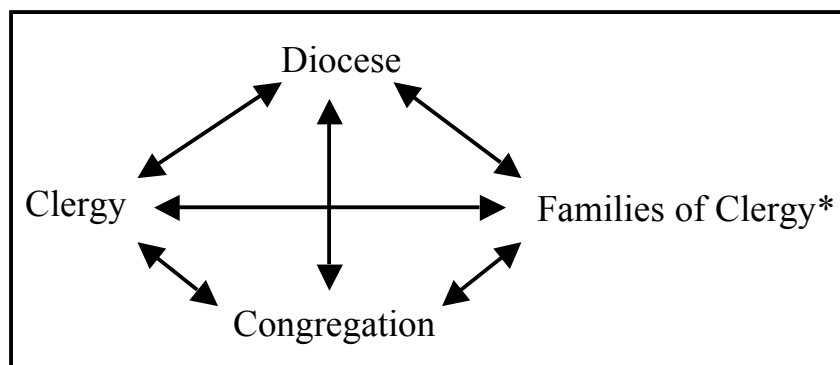 Diocese
Clergy
Families of Clergy*
Congregation